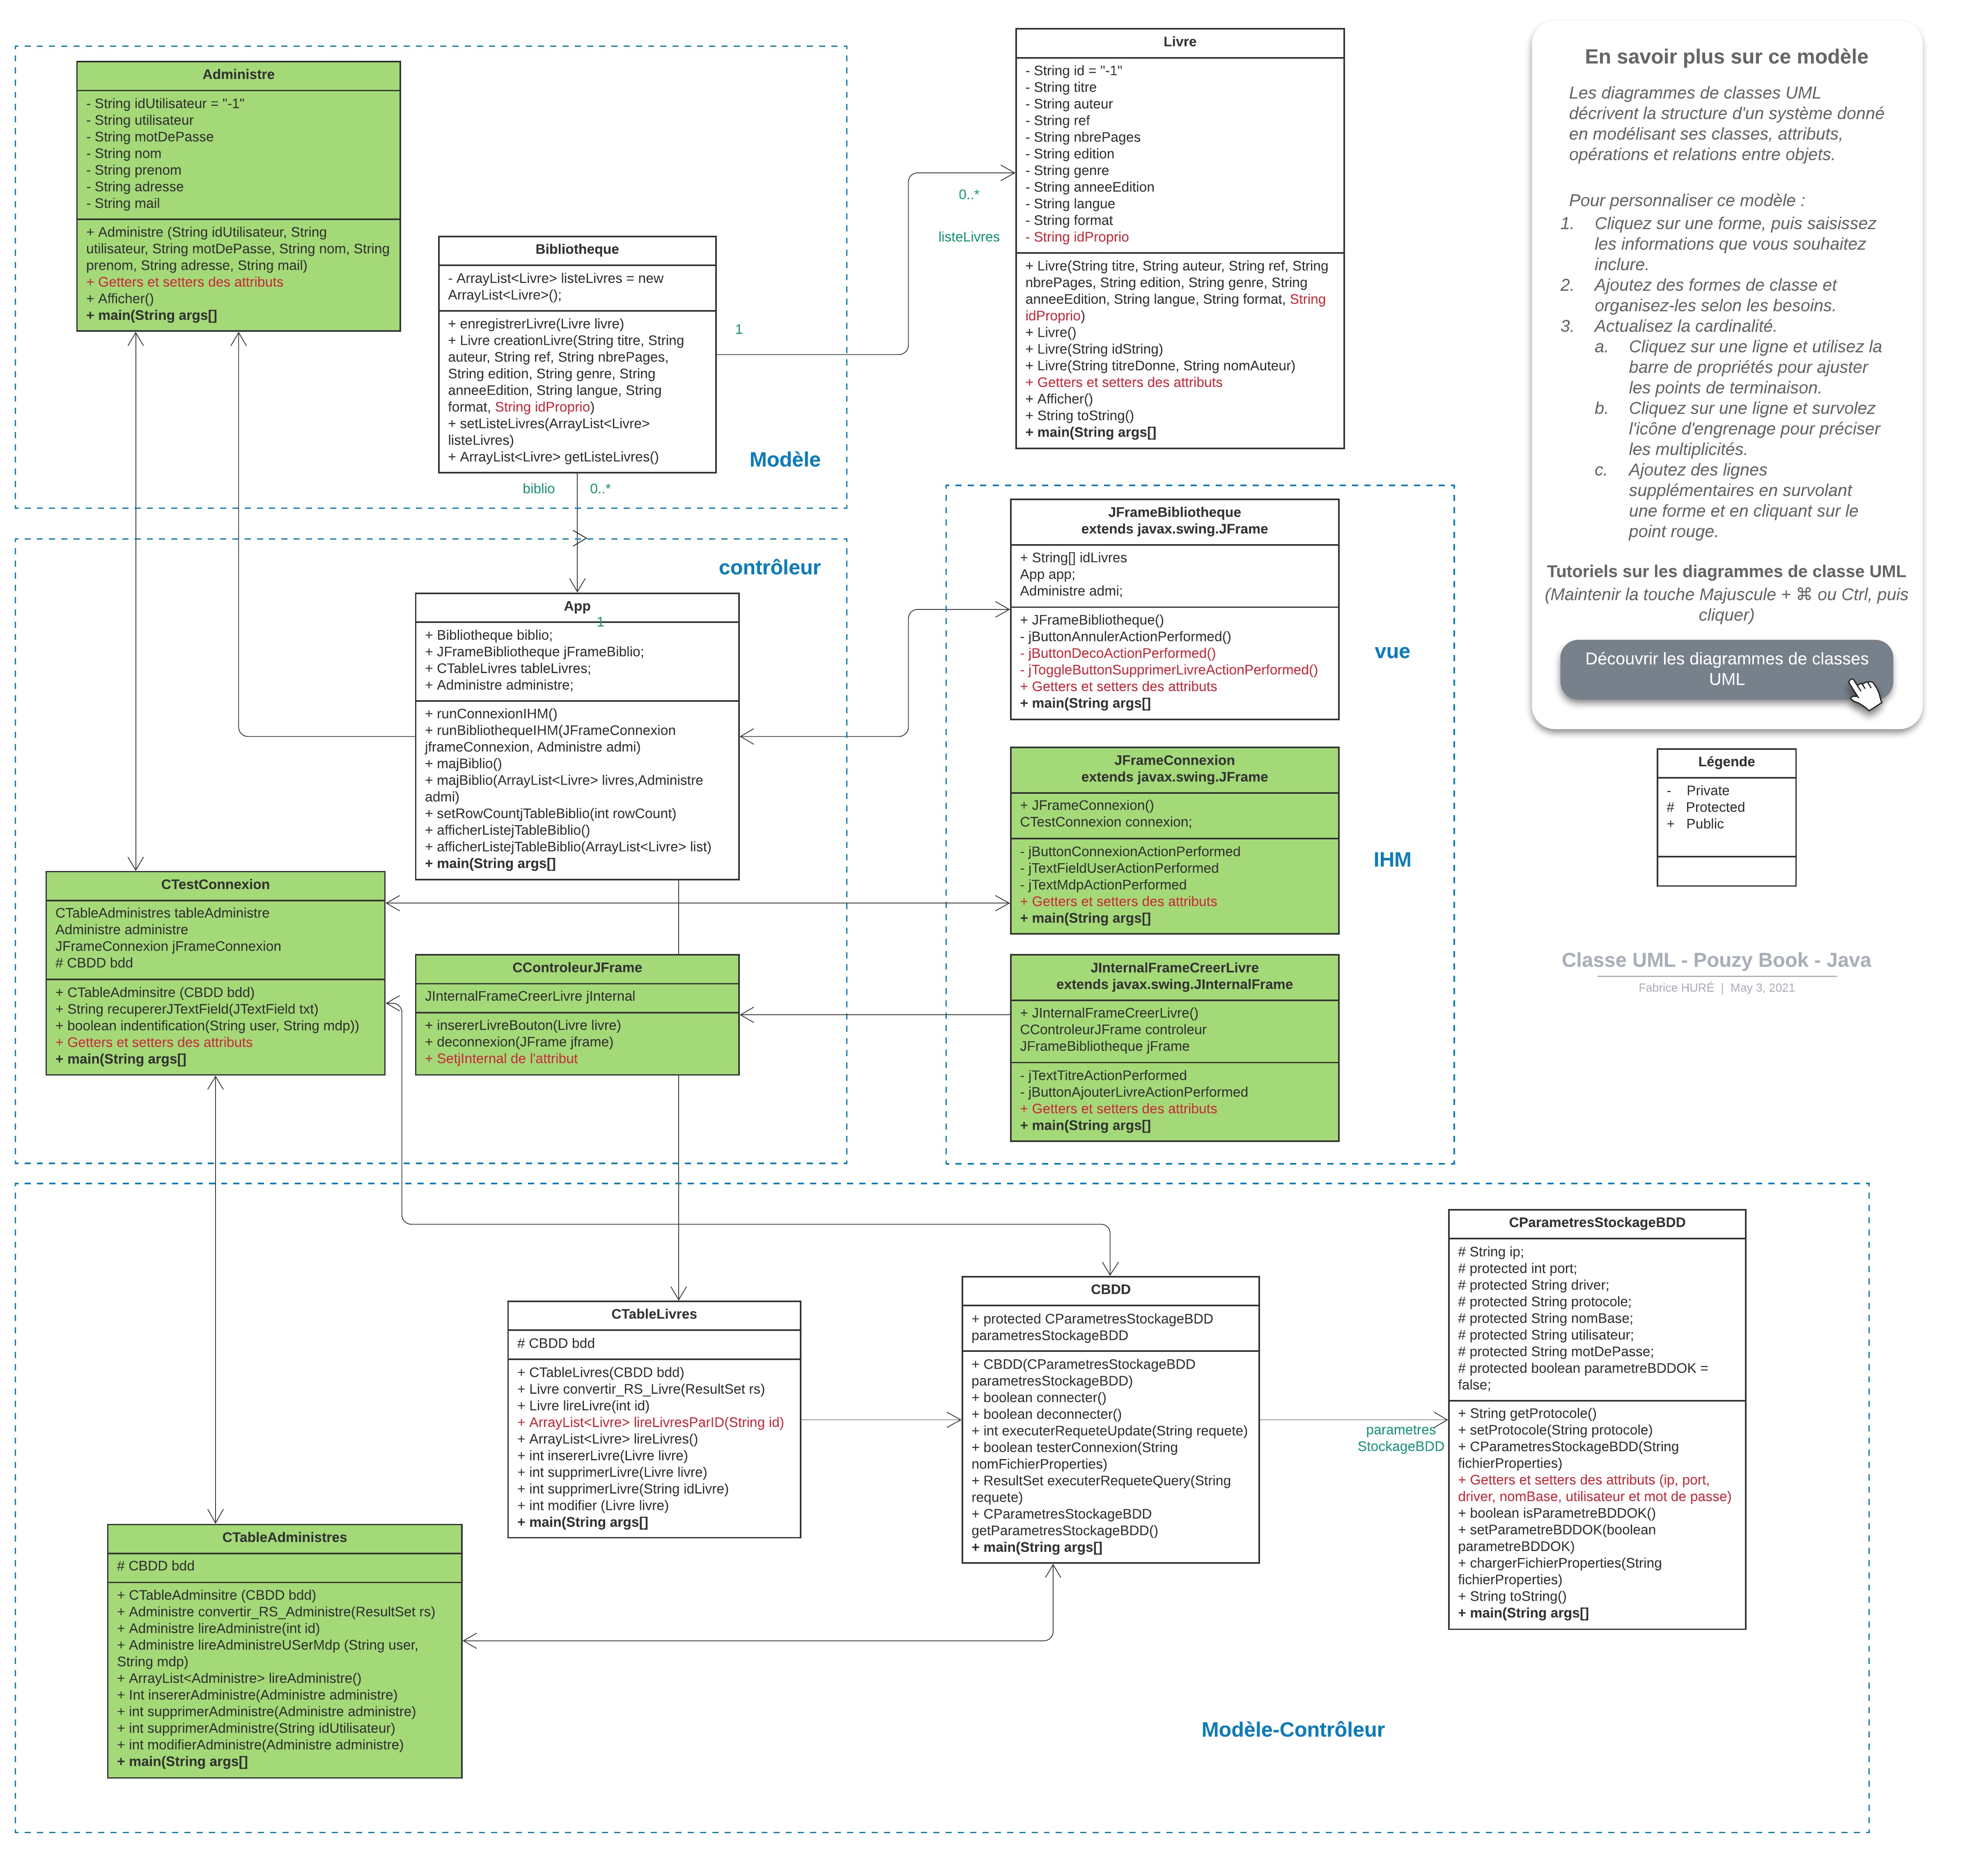 Administre
- String idUtilisateur = "-1"
- String utilisateur
- String motDePasse
- String nom
- String prenom
- String adresse
- String mail
+ Administre (String idUtilisateur, String
utilisateur, String motDePasse, String nom, String
prenom, String adresse, String mail)
+ Getters et setters des attributs
+ Afficher()
+ main(String args[]
Bibliotheque
- ArrayList<Livre> listeLivres = new
ArrayList<Livre>();
+ enregistrerLivre(Livre livre)
+ Livre creationLivre(String titre, String
auteur, String ref, String nbrePages,
String edition, String genre, String
anneeEdition, String langue, String
format, String idProprio)
+ setListeLivres(ArrayList<Livre>
listeLivres)
+ ArrayList<Livre> getListeLivres()
1
0..*
listeLivres
Modèle
biblio
0..*
Livre
- String id = "-1"
- String titre
- String auteur
- String ref
- String nbrePages
- String edition
- String genre
- String anneeEdition
- String langue
- String format
- String idProprio
+ Livre(String titre, String auteur, String ref, String
nbrePages, String edition, String genre, String
anneeEdition, String langue, String format, String
idProprio)
+ Livre()
+ Livre(String idString)
+ Livre(String titreDonne, String nomAuteur)
+ Getters et setters des attributs
+ Afficher()
+ String toString()
+ main(String args[]
En savoir plus sur ce modèle
Les diagrammes de classes UML
décrivent la structure d'un système donné
en modélisant ses classes, attributs,
opérations et relations entre objets.
Pour personnaliser ce modèle :
1. Cliquez sur une forme, puis saisissez
les informations que vous souhaitez
inclure.
2. Ajoutez des formes de classe et
organisez-les selon les besoins.
3. Actualisez la cardinalité.
a. Cliquez sur une ligne et utilisez la
barre de propriétés pour ajuster
les points de terminaison.
b. Cliquez sur une ligne et survolez
l'icône d'engrenage pour préciser
les multiplicités.
c. Ajoutez des lignes
supplémentaires en survolant
une forme et en cliquant sur le
point rouge.
Tutoriels sur les diagrammes de classe UML
(Maintenir la touche Majuscule + ⌘ ou Ctrl, puis
cliquer)
Découvrir les diagrammes de classes
UML
Légende
- Private
# Protected
+ Public
Classe UML - Pouzy Book - Java
Fabrice HURÉ | May 3, 2021
contrôleur
App
1
+ Bibliotheque biblio;
+ JFrameBibliotheque jFrameBiblio;
+ CTableLivres tableLivres;
+ Administre administre;
+ runConnexionIHM()
+ runBibliothequeIHM(JFrameConnexion
jframeConnexion, Administre admi)
+ majBiblio()
+ majBiblio(ArrayList<Livre> livres,Administre
admi)
+ setRowCountjTableBiblio(int rowCount)
+ afficherListejTableBiblio()
+ afficherListejTableBiblio(ArrayList<Livre> list)
+ main(String args[]
CTestConnexion
CTableAdministres tableAdministre
Administre administre
JFrameConnexion jFrameConnexion
# CBDD bdd
+ CTableAdminsitre (CBDD bdd)
+ String recupererJTextField(JTextField txt)
+ boolean indentification(String user, String mdp))
+ Getters et setters des attributs
+ main(String args[]
CControleurJFrame
JInternalFrameCreerLivre jInternal
+ insererLivreBouton(Livre livre)
+ deconnexion(JFrame jframe)
+ SetjInternal de l'attribut
JFrameBibliotheque
extends javax.swing.JFrame
+ String[] idLivres
App app;
Administre admi;
+ JFrameBibliotheque()
- jButtonAnnulerActionPerformed()
- jButtonDecoActionPerformed()
- jToggleButtonSupprimerLivreActionPerformed()
+ Getters et setters des attributs
+ main(String args[]
vue
JFrameConnexion
extends javax.swing.JFrame
+ JFrameConnexion()
CTestConnexion connexion;
- jButtonConnexionActionPerformed
- jTextFieldUserActionPerformed
- jTextMdpActionPerformed
+ Getters et setters des attributs
+ main(String args[]
IHM
JInternalFrameCreerLivre
extends javax.swing.JInternalFrame
+ JInternalFrameCreerLivre()
CControleurJFrame controleur
JFrameBibliotheque jFrame
- jTextTitreActionPerformed
- jButtonAjouterLivreActionPerformed
+ Getters et setters des attributs
+ main(String args[]
CTableLivres
# CBDD bdd
+ CTableLivres(CBDD bdd)
+ Livre convertir_RS_Livre(ResultSet rs)
+ Livre lireLivre(int id)
+ ArrayList<Livre> lireLivresParID(String id)
+ ArrayList<Livre> lireLivres()
+ int insererLivre(Livre livre)
+ int supprimerLivre(Livre livre)
+ int supprimerLivre(String idLivre)
+ int modifier (Livre livre)
+ main(String args[]
CBDD
+ protected CParametresStockageBDD
parametresStockageBDD
+ CBDD(CParametresStockageBDD
parametresStockageBDD)
+ boolean connecter()
+ boolean deconnecter()
+ int executerRequeteUpdate(String requete)
+ boolean testerConnexion(String
nomFichierProperties)
+ ResultSet executerRequeteQuery(String
requete)
+ CParametresStockageBDD
getParametresStockageBDD()
+ main(String args[]
parametres
StockageBDD
CParametresStockageBDD
# String ip;
# protected int port;
# protected String driver;
# protected String protocole;
# protected String nomBase;
# protected String utilisateur;
# protected String motDePasse;
# protected boolean parametreBDDOK =
false;
+ String getProtocole()
+ setProtocole(String protocole)
+ CParametresStockageBDD(String
fichierProperties)
+ Getters et setters des attributs (ip, port,
driver, nomBase, utilisateur et mot de passe)
+ boolean isParametreBDDOK()
+ setParametreBDDOK(boolean
parametreBDDOK)
+ chargerFichierProperties(String
fichierProperties)
+ String toString()
+ main(String args[]
CTableAdministres
# CBDD bdd
+ CTableAdminsitre (CBDD bdd)
+ Administre convertir_RS_Administre(ResultSet rs)
+ Administre lireAdministre(int id)
+ Administre lireAdministreUSerMdp (String user,
String mdp)
+ ArrayList<Administre> lireAdministre()
+ Int insererAdministre(Administre administre)
+ int supprimerAdministre(Administre administre)
+ int supprimerAdministre(String idUtilisateur)
+ int modifierAdministre(Administre administre)
+ main(String args[]
Modèle-Contrôleur